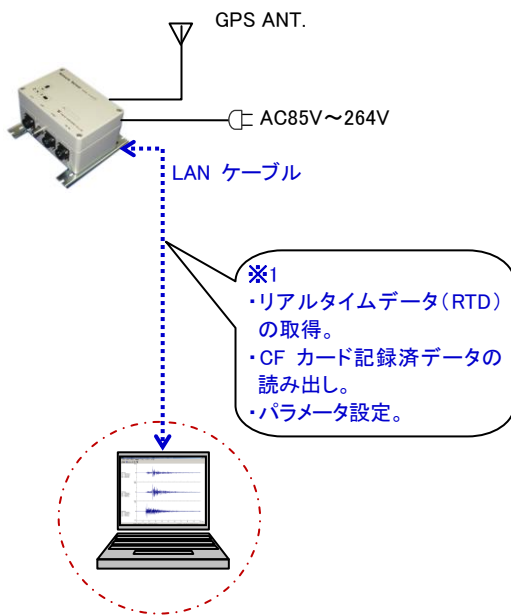 GPS ANT.
AC85V～264V
LAN ケーブル
※1
・リアルタイムデータ(RTD)
の取得。
・CF カード記録済データの
読み出し。
・パラメータ設定。